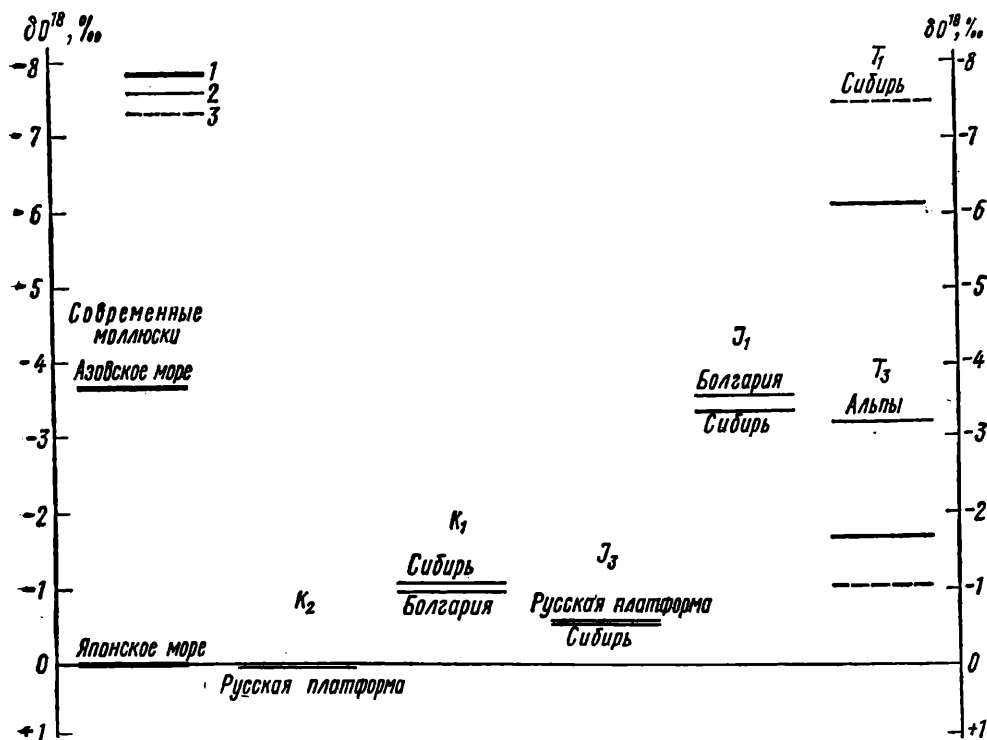 δO¹⁸, ‰
-8
-7
-6
-5
-4
-3
-2
-1
0
+1
1
2
3
Современные
моллюски
Азовское море
Японское море
K₂
Русская платформа
K₁
Сибирь
Болгария
J₃
Русская платформа
Сибирь
J₁
Болгария
Сибирь
T₁
Сибирь
T₃
Альпы
δO¹⁸, ‰
-8
-7
-6
-5
-4
-3
-2
-1
0
+1